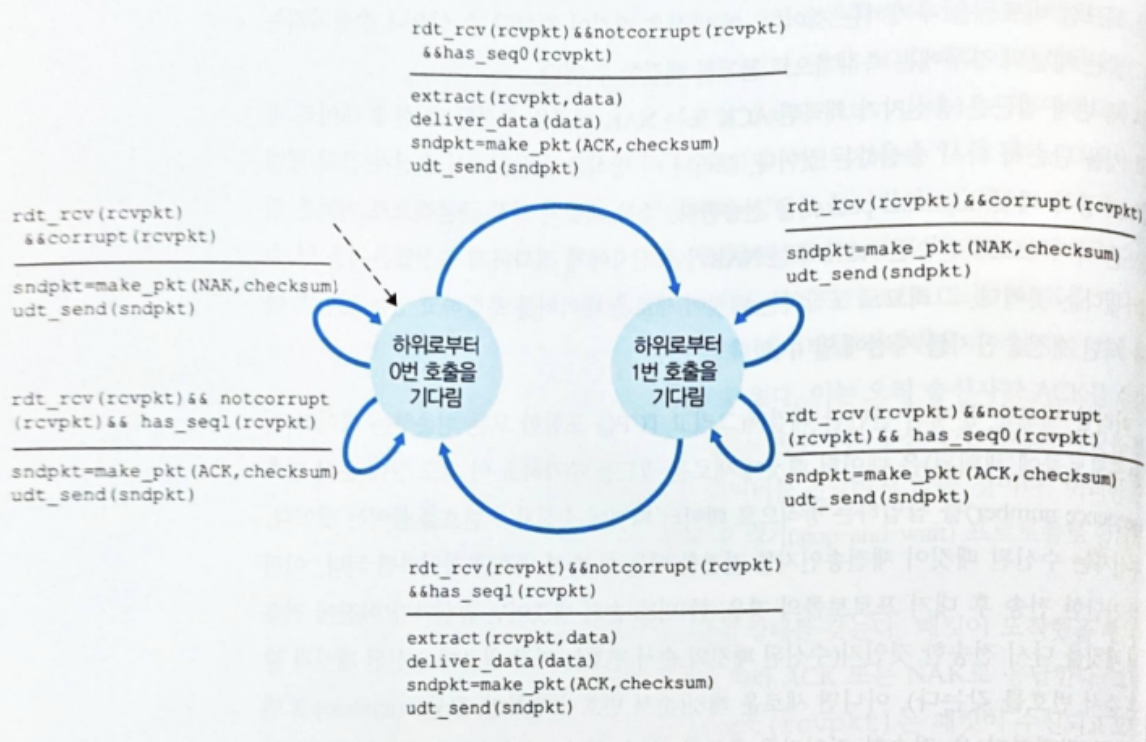 rdt_rcv(rcvpkt)&&notcorrupt(rcvpkt)
&&has_seq0(rcvpkt)
extract(rcvpkt,data)
deliver_data(data)
sndpkt=make_pkt(ACK,checksum)
udt_send(sndpkt)
rdt_rcv(rcvpkt)
&&corrupt(rcvpkt)
sndpkt=make_pkt(NAK,checksum)
udt_send(sndpkt)
rdt_rcv(rcvpkt)&&corrupt(rcvpkt)
sndpkt=make_pkt(NAK,checksum)
udt_send(sndpkt)
하위로부터
0번 호출을
기다림
하위로부터
1번 호출을
기다림
rdt_rcv(rcvpkt)&& notcorrupt
(rcvpkt)&& has_seq1(rcvpkt)
sndpkt=make_pkt(ACK,checksum)
udt_send(sndpkt)
rdt_rcv(rcvpkt)&&notcorrupt
(rcvpkt)&& has_seq0(rcvpkt)
sndpkt=make_pkt(ACK,checksum)
udt_send(sndpkt)
rdt_rcv(rcvpkt)&&notcorrupt(rcvpkt)
&&has_seq1(rcvpkt)
extract(rcvpkt,data)
deliver_data(data)
sndpkt=make_pkt(ACK,checksum)
udt_send(sndpkt)